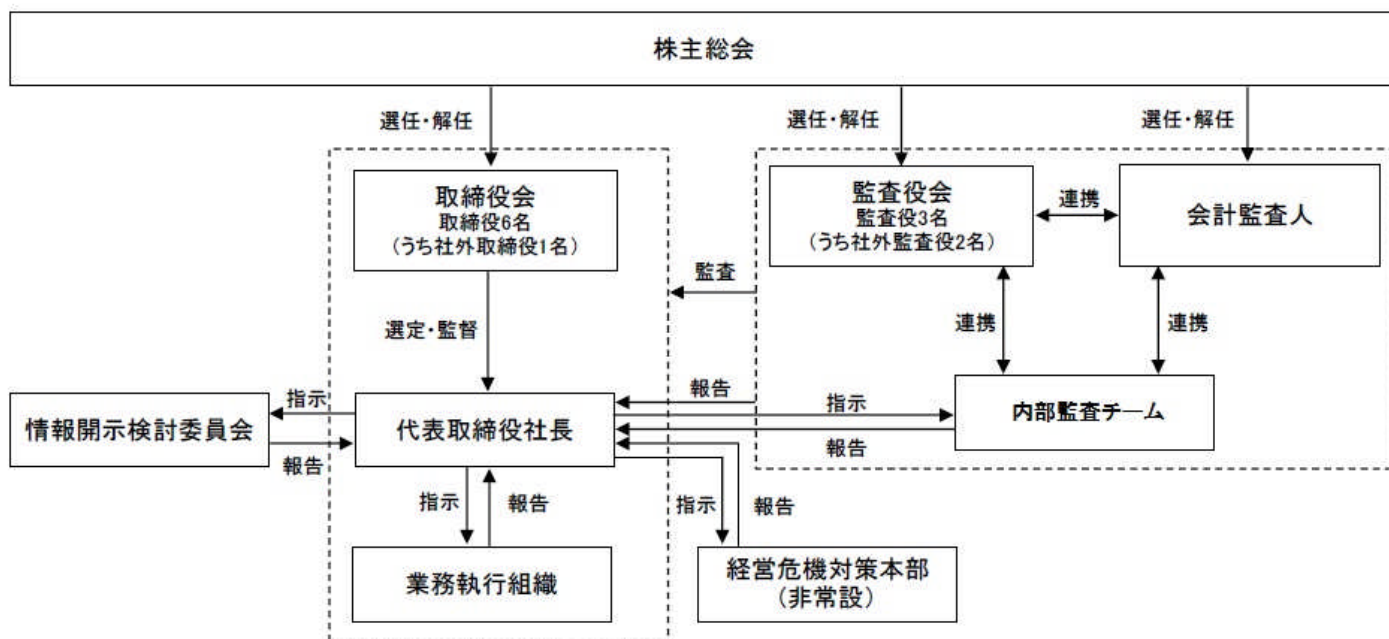 株主総会
選任・解任
選任・解任
選任・解任
取締役会
取締役6名
（うち社外取締役1名）
監査役会
監査役3名
（うち社外監査役2名）
連携
会計監査人
監査
選定・監督
連携
連携
情報開示検討委員会
指示
報告
代表取締役社長
報告
指示
報告
内部監査チーム
指示
報告
指示
報告
業務執行組織
経営危機対策本部
（非常設）